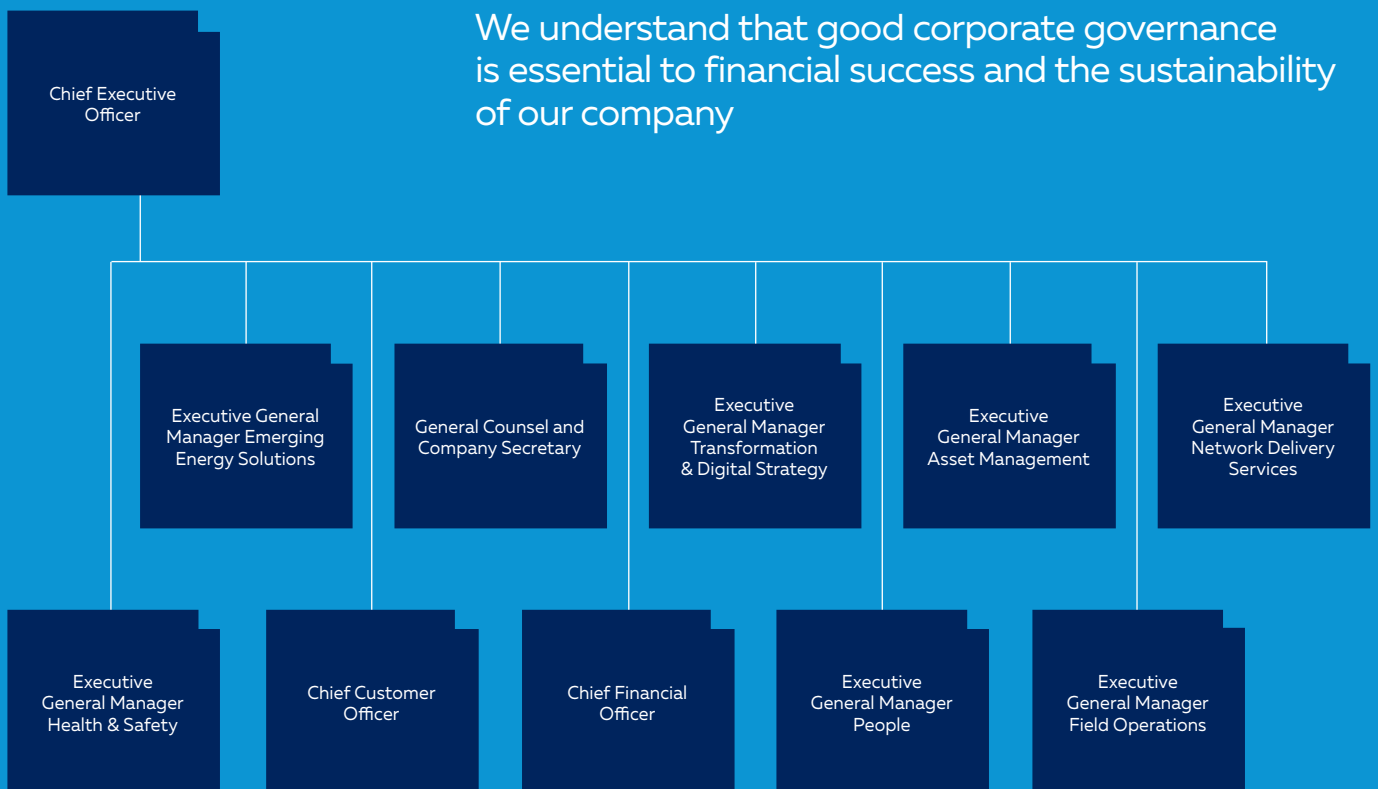 We understand that good corporate governance
is essential to financial success and the sustainability
of our company
Chief Executive
Officer
Executive General
Manager Emerging
Energy Solutions
General Counsel and
Company Secretary
Executive
General Manager
Transformation
& Digital Strategy
Executive
General Manager
Asset Management
Executive
General Manager
Network Delivery
Services
Executive
General Manager
Health & Safety
Chief Customer
Officer
Chief Financial
Officer
Executive
General Manager
People
Executive
General Manager
Field Operations